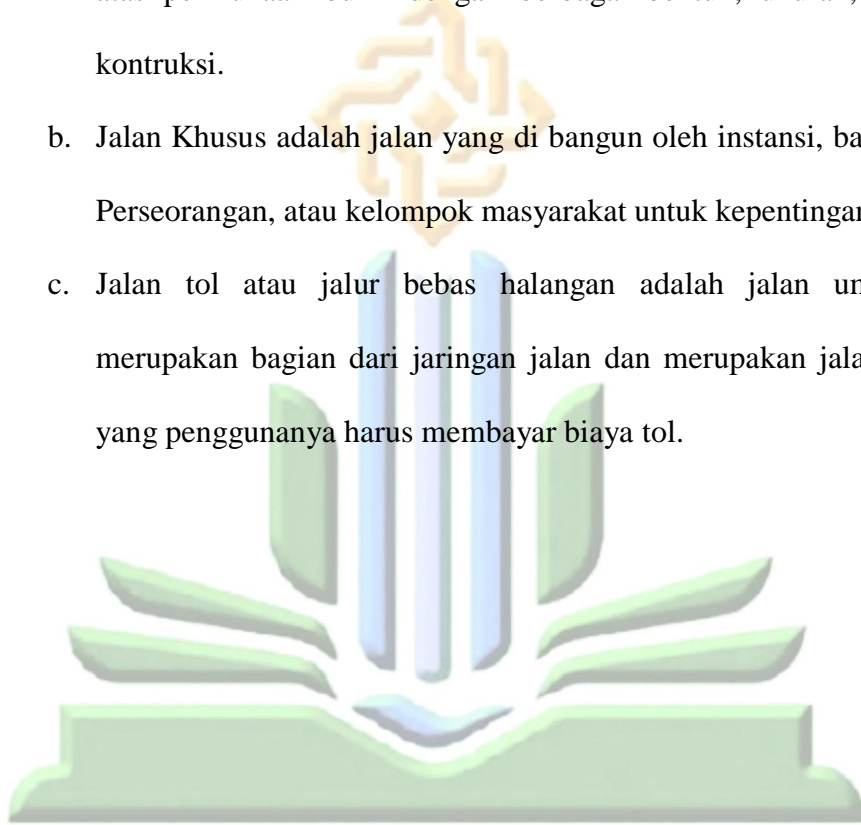 kontruksi.
b. Jalan Khusus adalah jalan yang di bangun oleh instansi,
Perseorangan, atau kelompok masyarakat untuk
c. Jalan tol atau jalur bebas halangan adalah jalan
merupakan bagian dari jaringan jalan dan merupakan
yang penggunanya harus membayar biaya tol.